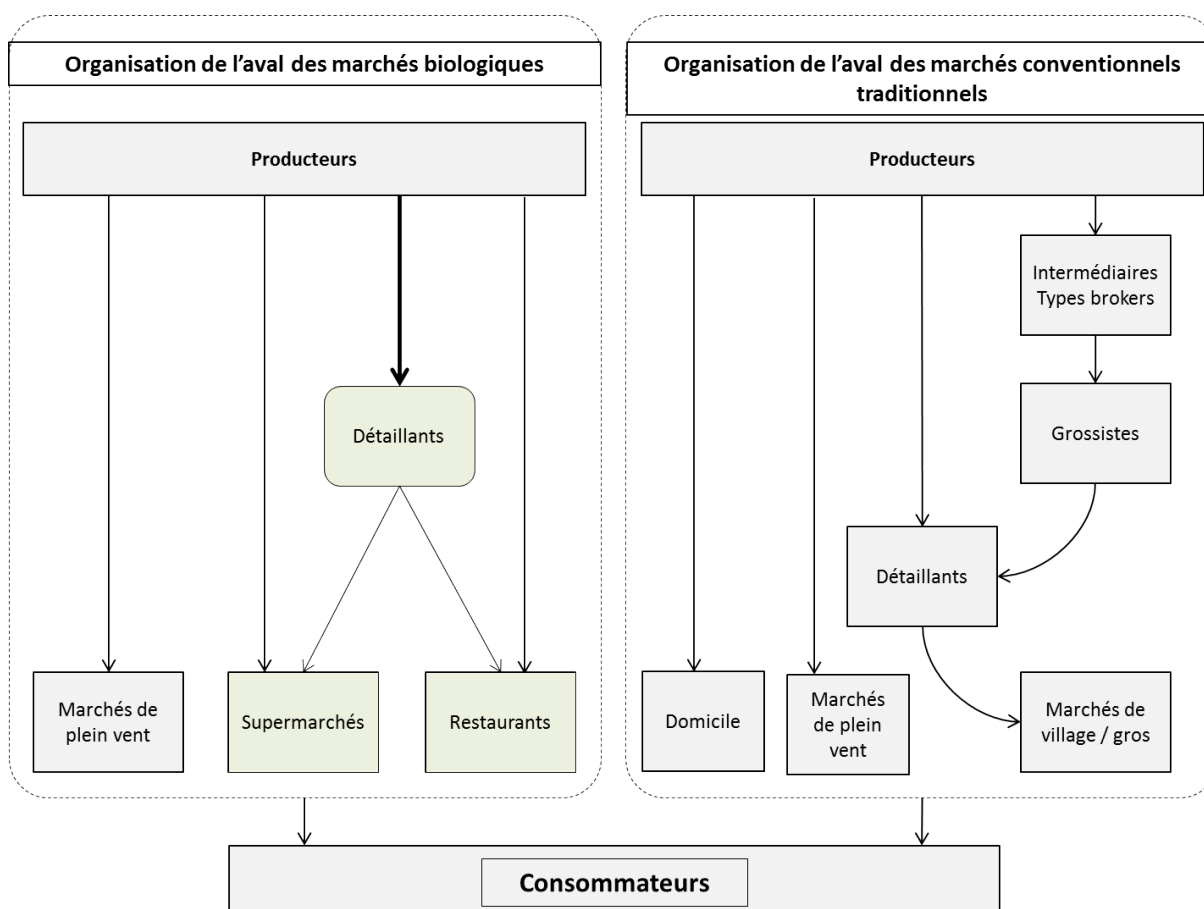 Organisation de l’aval des marchés biologiques
Producteurs
Détaillants
Marchés de
plein vent
Supermarchés
Restaurants
Organisation de l’aval des marchés conventionnels
traditionnels
Producteurs
Intermédiaires
Types brokers
Grossistes
Détaillants
Domicile
Marchés
de plein
vent
Marchés de
village / gros
Consommateurs